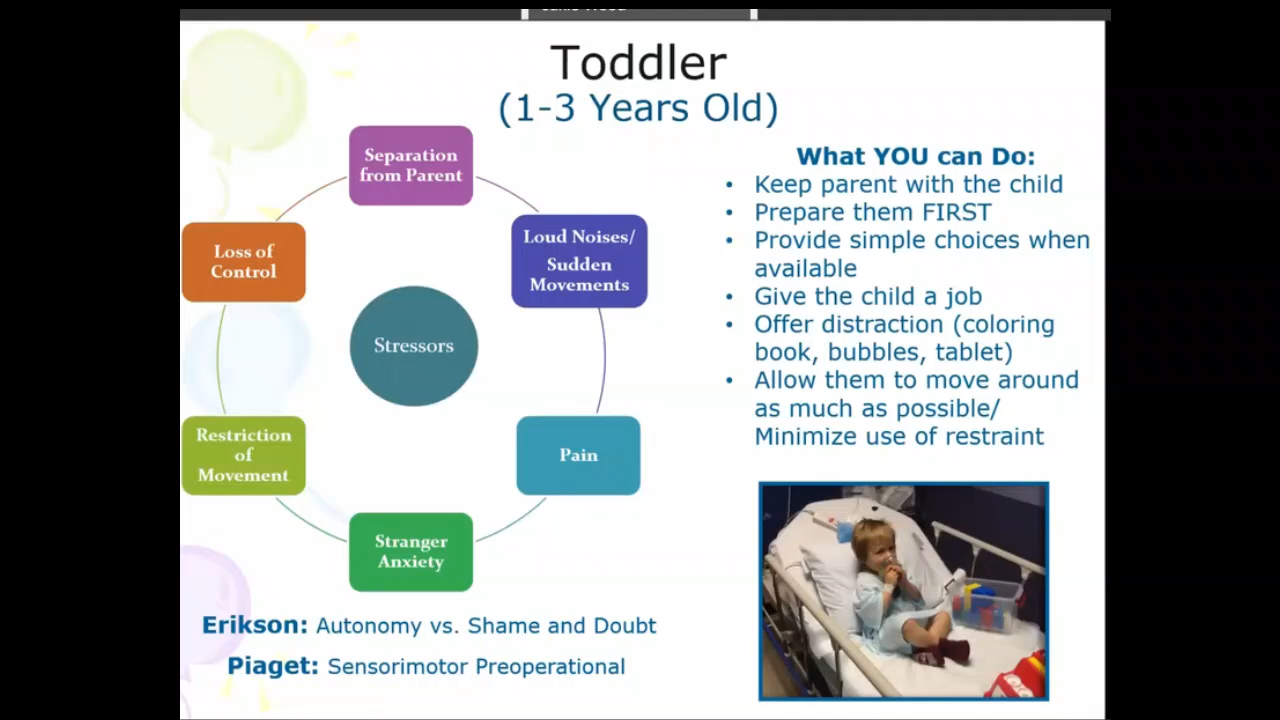 Toddler
(1-3 Years Old)
Separation
from Parent
Loud Noises/
Sudden
Movements
Pain
Stranger
Anxiety
Restriction
of
Movement
Loss of
Control
Stressors
Erikson: Autonomy vs. Shame and Doubt
Piaget: Sensorimotor Preoperational
What YOU can Do:
• Keep parent with the child
• Prepare them FIRST
• Provide simple choices when
available
• Give the child a job
• Offer distraction (coloring
book, bubbles, tablet)
• Allow them to move around
as much as possible/
Minimize use of restraint